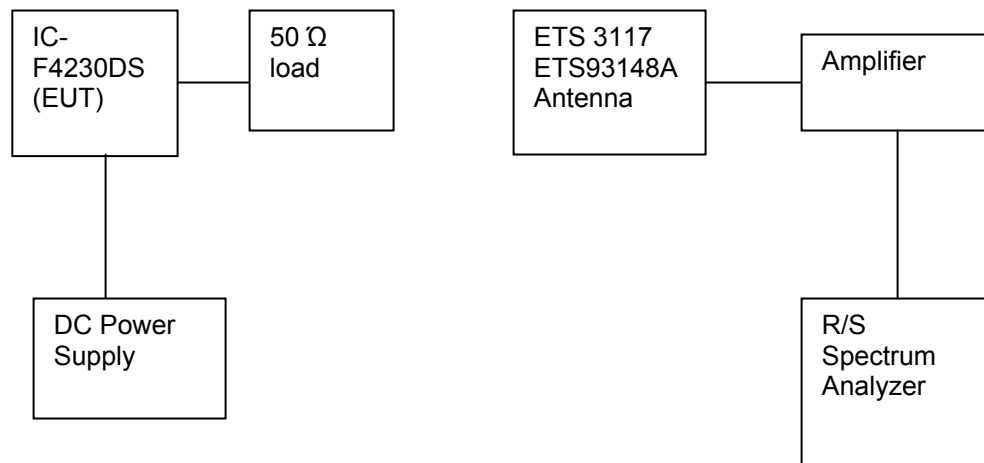 IC-
F4230DS
(EUT)
50 Ώ
load
ETS 3117
ETS93148A
Antenna
Amplifier
DC Power
Supply
R/S
Spectrum
Analyzer